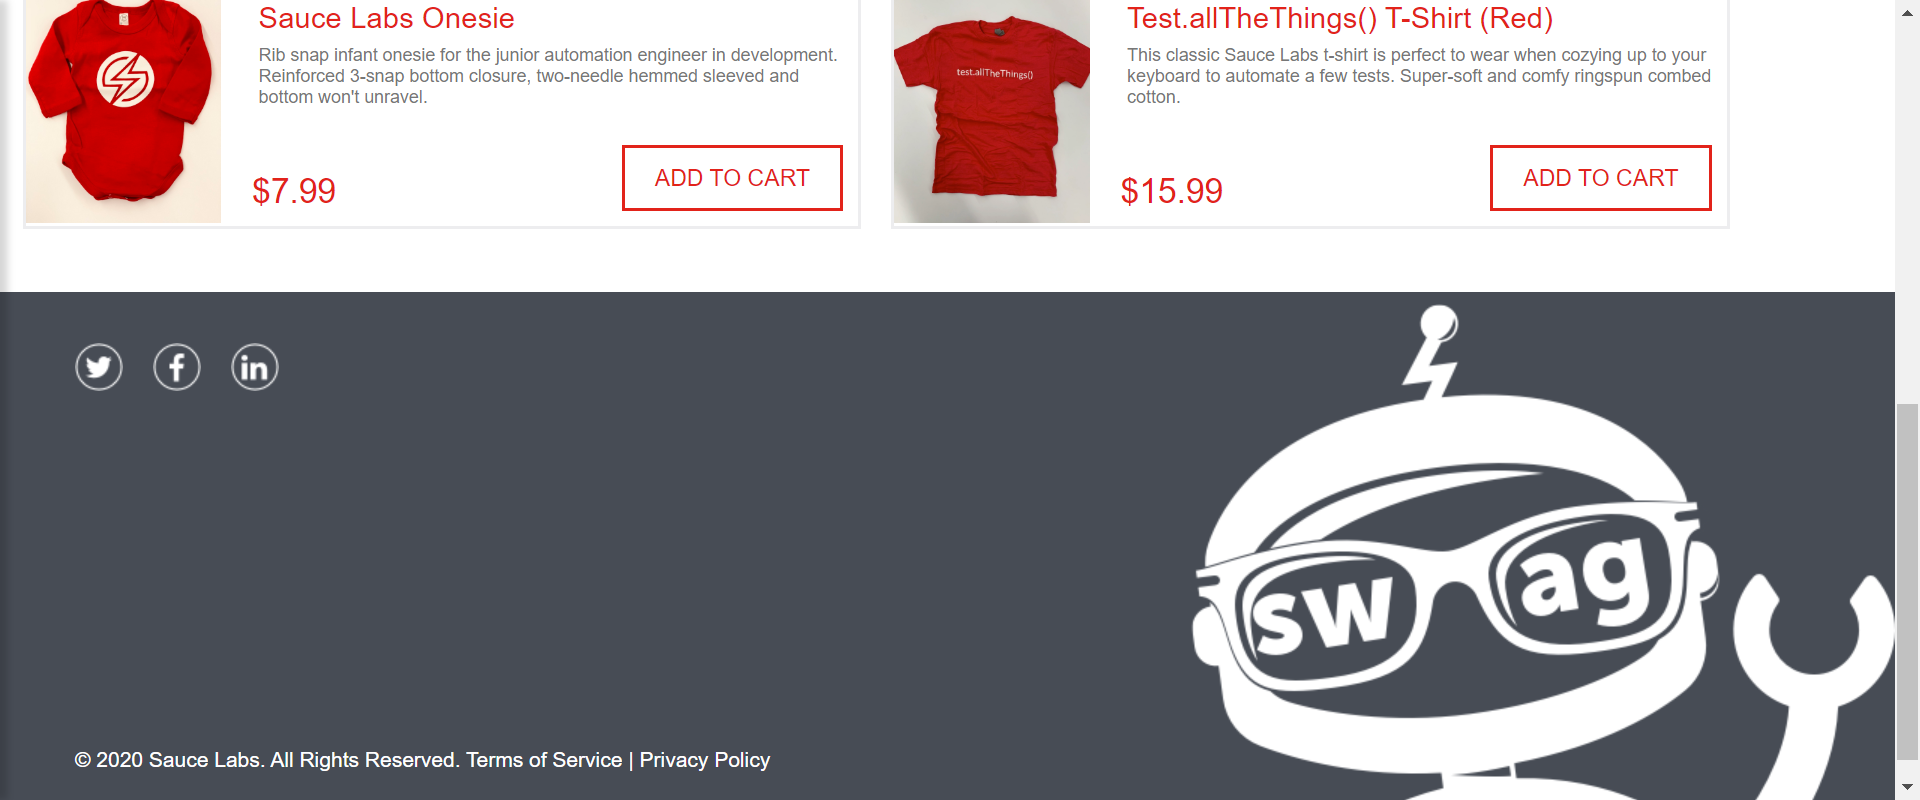 Sauce Labs Onesie
Rib snap infant onesie for the junior automation engineer in development.
Reinforced 3-snap bottom closure, two-needle hemmed sleeved and
bottom won't unravel.
$7.99
ADD TO CART
Test.allTheThings() T-Shirt (Red)
This classic Sauce Labs t-shirt is perfect to wear when cozying up to your
keyboard to automate a few tests. Super-soft and comfy ringspun combed
cotton.
test.allTheThings()
$15.99
ADD TO CART
f
in
sw ag
© 2020 Sauce Labs. All Rights Reserved. Terms of Service | Privacy Policy